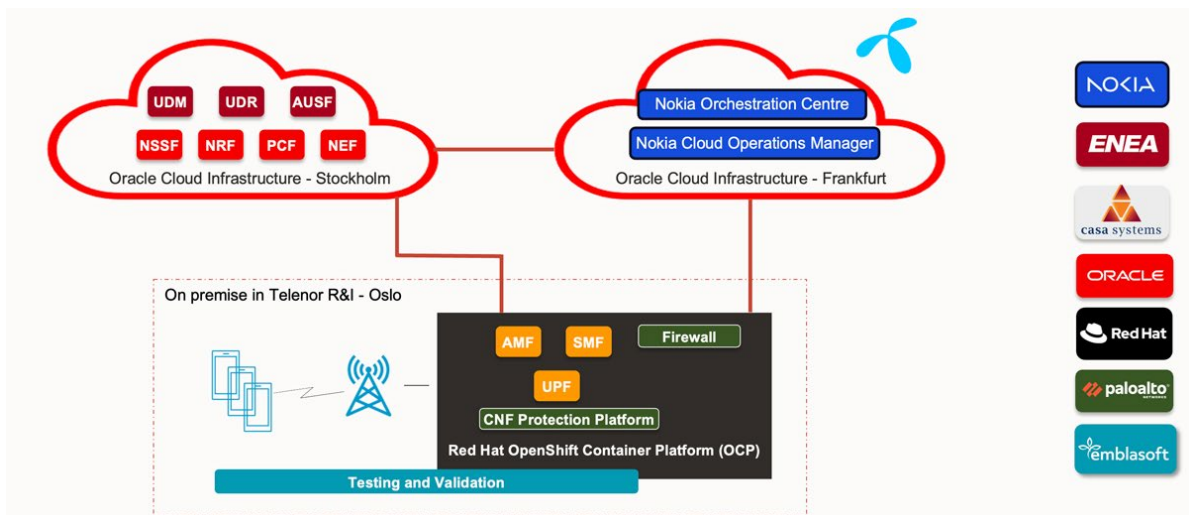 UDM UDR AUSF
NSSF NRF PCF NEF
Oracle Cloud Infrastructure - Stockholm
Nokia Orchestration Centre
Nokia Cloud Operations Manager
Oracle Cloud Infrastructure - Frankfurt
On premise in Telenor R&I - Oslo
AMF SMF Firewall
UPF
CNF Protection Platform
Red Hat OpenShift Container Platform (OCP)
Testing and Validation
NOKIA
ENEA
casa systems
ORACLE
Red Hat
paloalto
NETWORKS
emblasoft